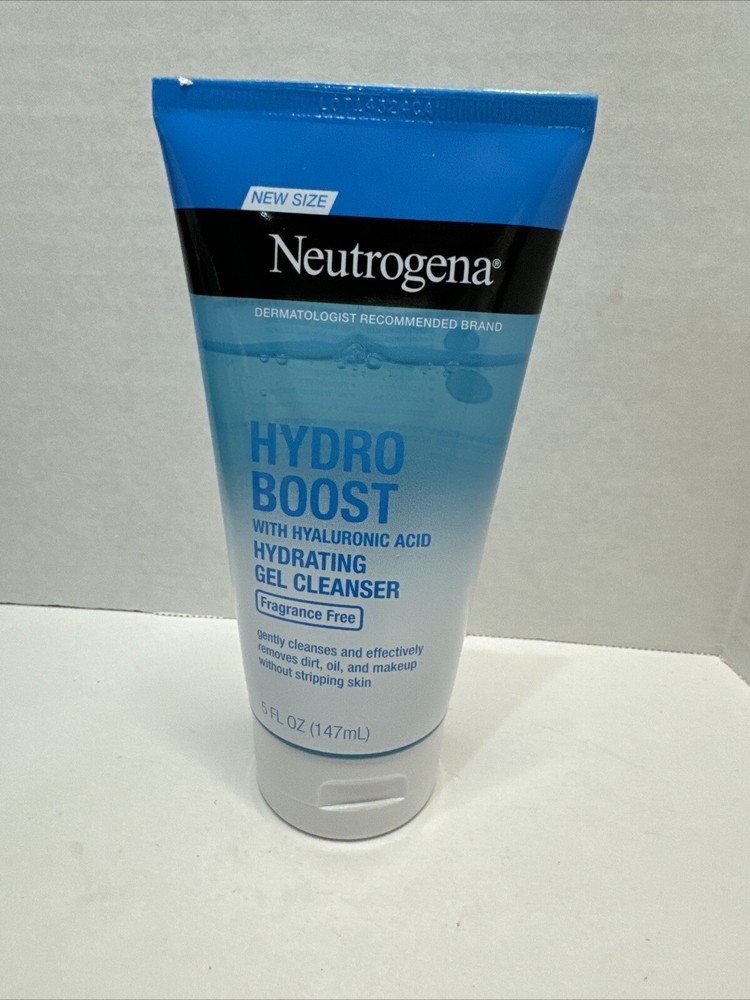 NEW SIZE
Neutrogena®
DERMATOLOGIST RECOMMENDED BRAND
HYDRO
BOOST
WITH HYALURONIC ACID
HYDRATING
GEL CLEANSER
Fragrance Free
gently cleanses and effectively
removes dirt, oil, and makeup
without stripping skin
5 FL OZ (147mL)